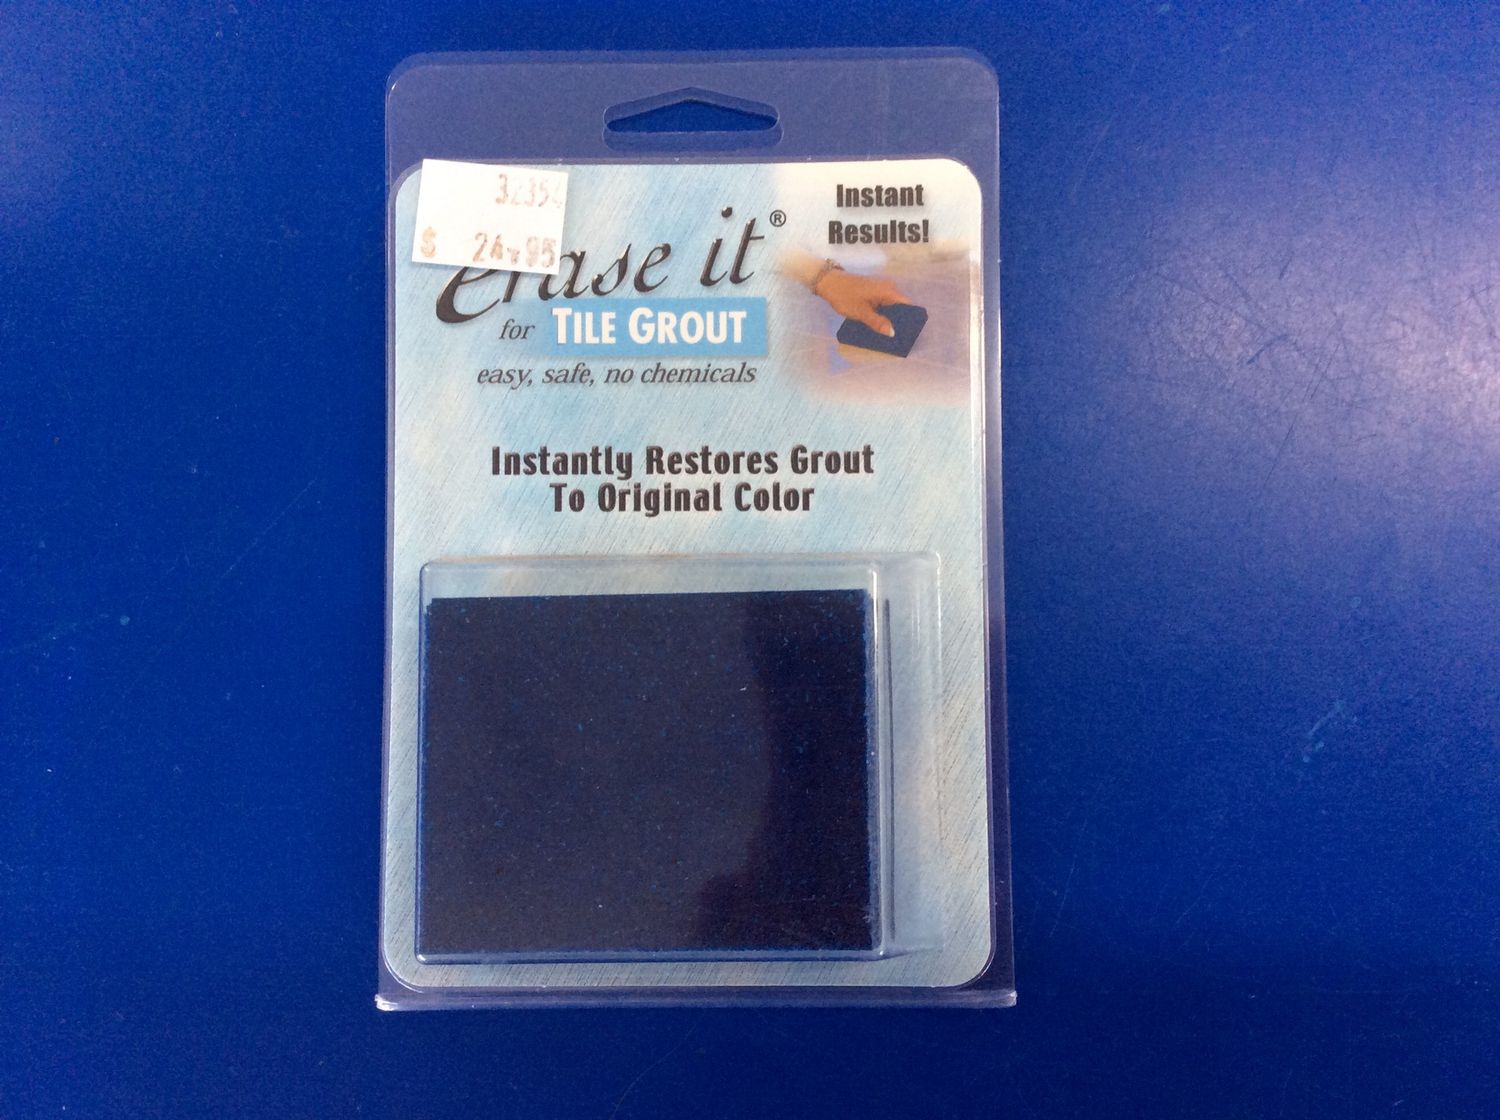 $ 24.95
Instant
Results!
erase it®
for TILE GROUT
easy, safe, no chemicals
Instantly Restores Grout
To Original Color